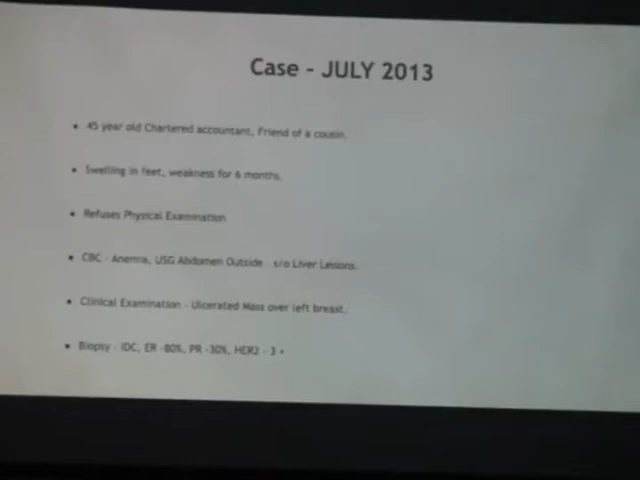 Case - JULY 2013
• 45 year old Chartered accountant, Friend of a cousin.
• Swelling in feet, weakness for 6 months.
• Refuses Physical Examination
• CBC - Anemia, USG Abdomen Outside - s/o Liver Lesions.
• Clinical Examination - Ulcerated Mass over left breast.
• Biopsy - IDC, ER -80%, PR -30%, HER2 - 3 +